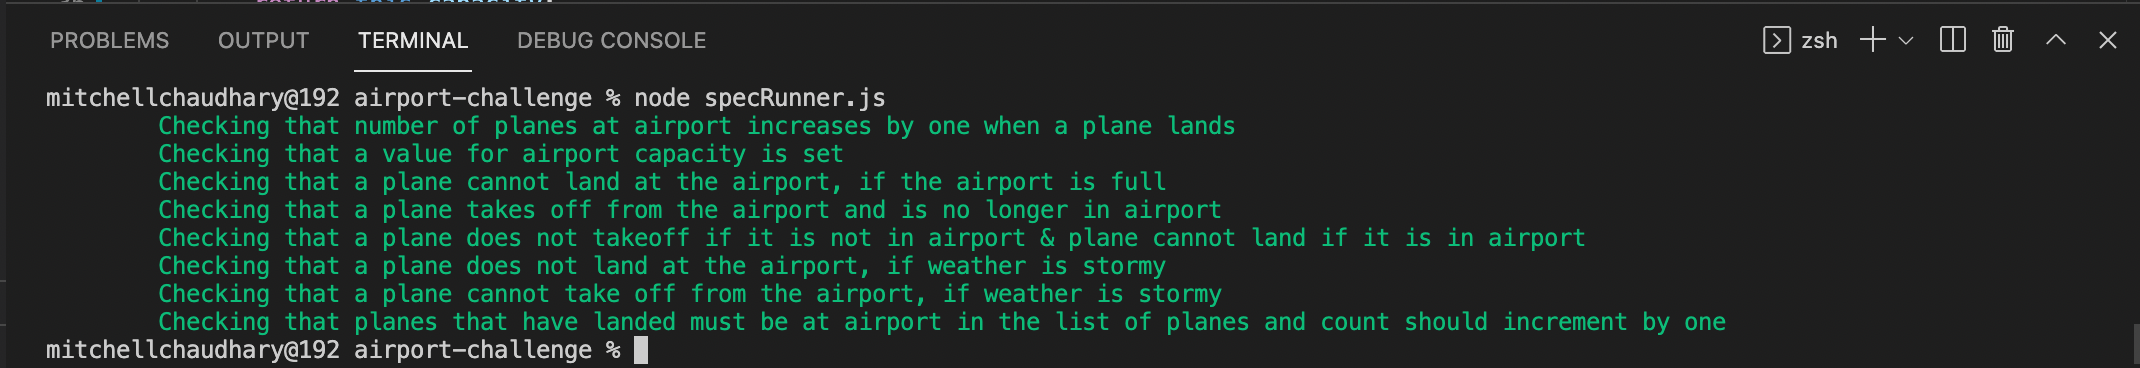 return this.capacity;
PROBLEMS OUTPUT TERMINAL DEBUG CONSOLE zsh
mitchellchaudhary@192 airport-challenge % node specRunner.js
Checking that number of planes at airport increases by one when a plane lands
Checking that a value for airport capacity is set
Checking that a plane cannot land at the airport, if the airport is full
Checking that a plane takes off from the airport and is no longer in airport
Checking that a plane does not takeoff if it is not in airport & plane cannot land if it is in airport
Checking that a plane does not land at the airport, if weather is stormy
Checking that a plane cannot take off from the airport, if weather is stormy
Checking that planes that have landed must be at airport in the list of planes and count should increment by one
mitchellchaudhary@192 airport-challenge %